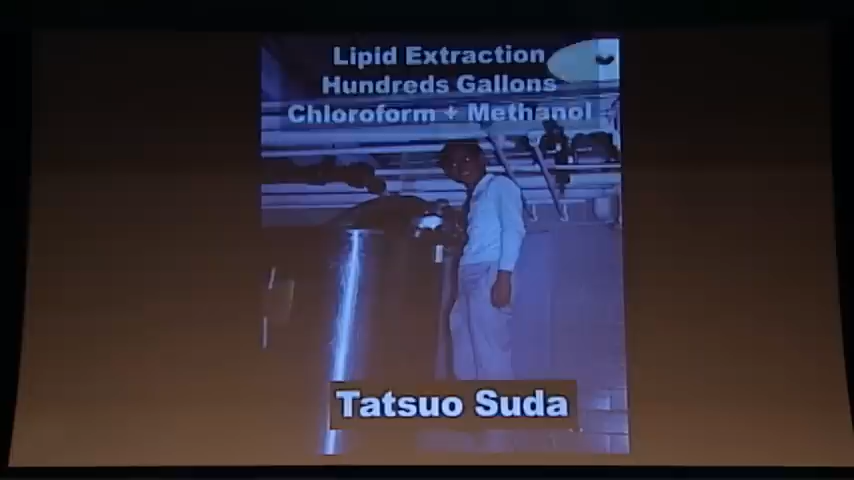 Lipid Extraction
Hundreds Gallons
Chloroform + Methanol
Tatsuo Suda